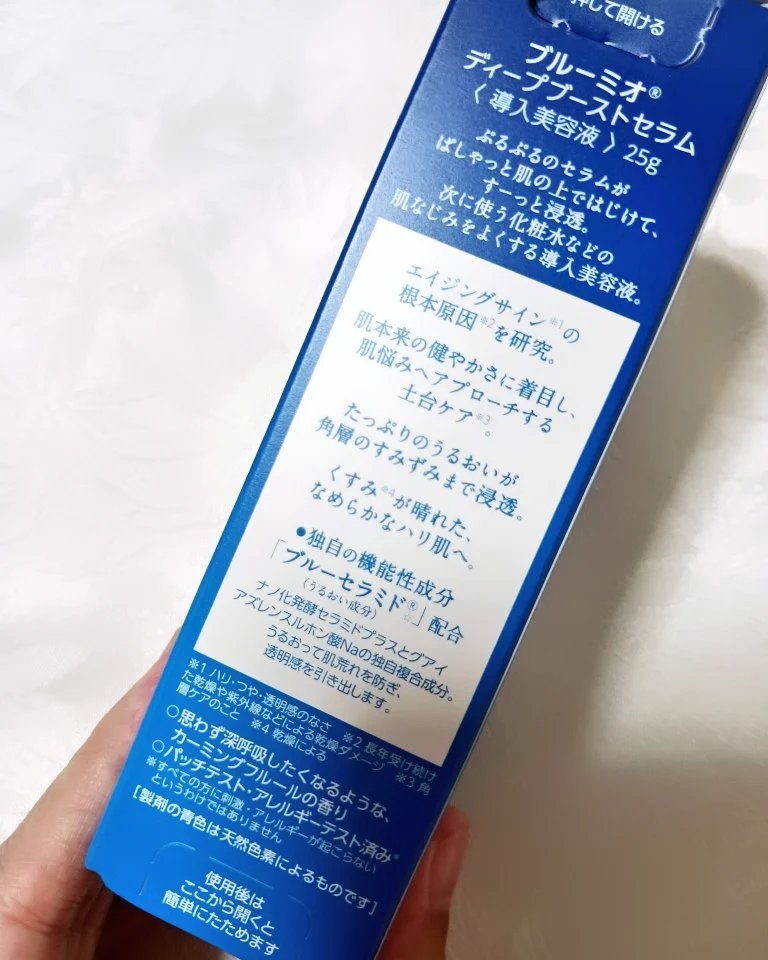 押して開ける
ブルーミオ®
ディープブーストセラム
〈導入美容液〉25g
ぷるぷるのセラムが
ぱしゃっと肌の上ではじけて、
すーっと浸透。
次に使う化粧水などの
肌なじみをよくする導入美容液。
エイジングサイン※1の
根本原因※2を研究。
肌本来の健やかさに着目し、
肌悩みへアプローチする
土台ケア※3。
たっぷりのうるおいが
角層のすみずみまで浸透。
くすみ※4が晴れた、
なめらかなハリ肌へ。
●独自の機能性成分
「ブルーセラミド®☆」配合
(うるおい成分)
ナノ化発酵セラミドプラスとグアイ
アズレンスルホン酸Naの独自複合成分。
うるおって肌荒れを防ぎ、
透明感を引き出します。
※1 ハリ・つや・透明感のなさ ※2 長年受け続け
た乾燥や紫外線などによる乾燥ダメージ ※3 角
層ケアのこと ※4 乾燥による
○思わず深呼吸したくなるような、
カーミングフルールの香り
○パッチテスト・アレルギーテスト済み※
※すべての方に刺激・アレルギーが起こらない
というわけではありません
[製剤の青色は天然色素によるものです]
使用後は
ここから開くと
簡単にたためます